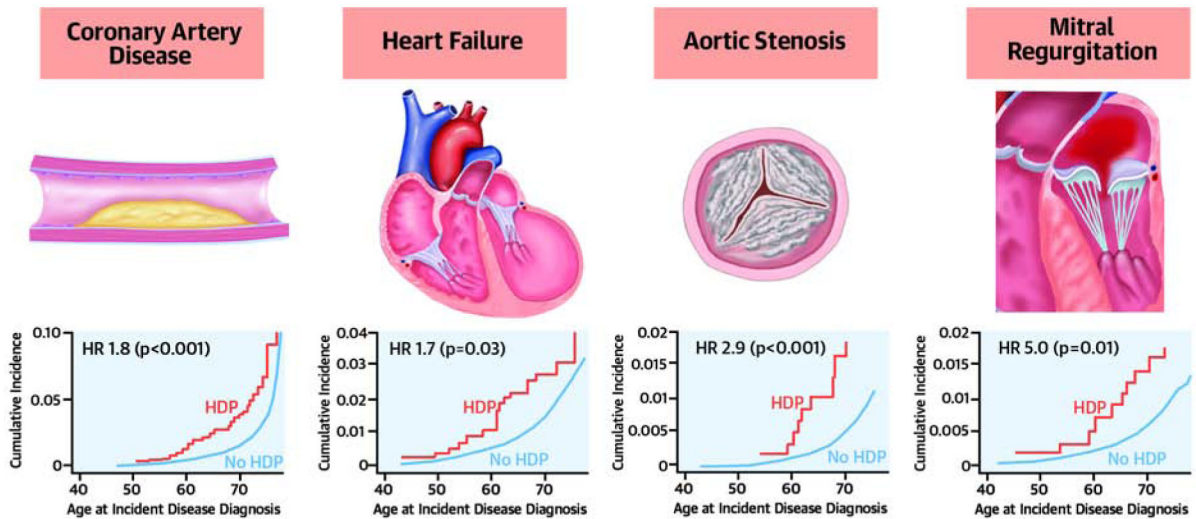 Coronary Artery
Disease
Heart Failure
Aortic Stenosis
Mitral
Regurgitation
Cumulative Incidence
0.10
0.05
0
HR 1.8 (p<0.001)
HDP
No HDP
40 50 60 70
Age at Incident Disease Diagnosis
Cumulative Incidence
0.04
0.03
0.02
0.01
0
HR 1.7 (p=0.03)
HDP
No HDP
40 50 60 70
Age at Incident Disease Diagnosis
Cumulative Incidence
0.02
0.015
0.01
0.005
0
HR 2.9 (p<0.001)
HDP
No HDP
40 50 60 70
Age at Incident Disease Diagnosis
Cumulative Incidence
0.02
0.015
0.01
0.005
0
HR 5.0 (p=0.01)
HDP
No HDP
40 50 60 70
Age at Incident Disease Diagnosis